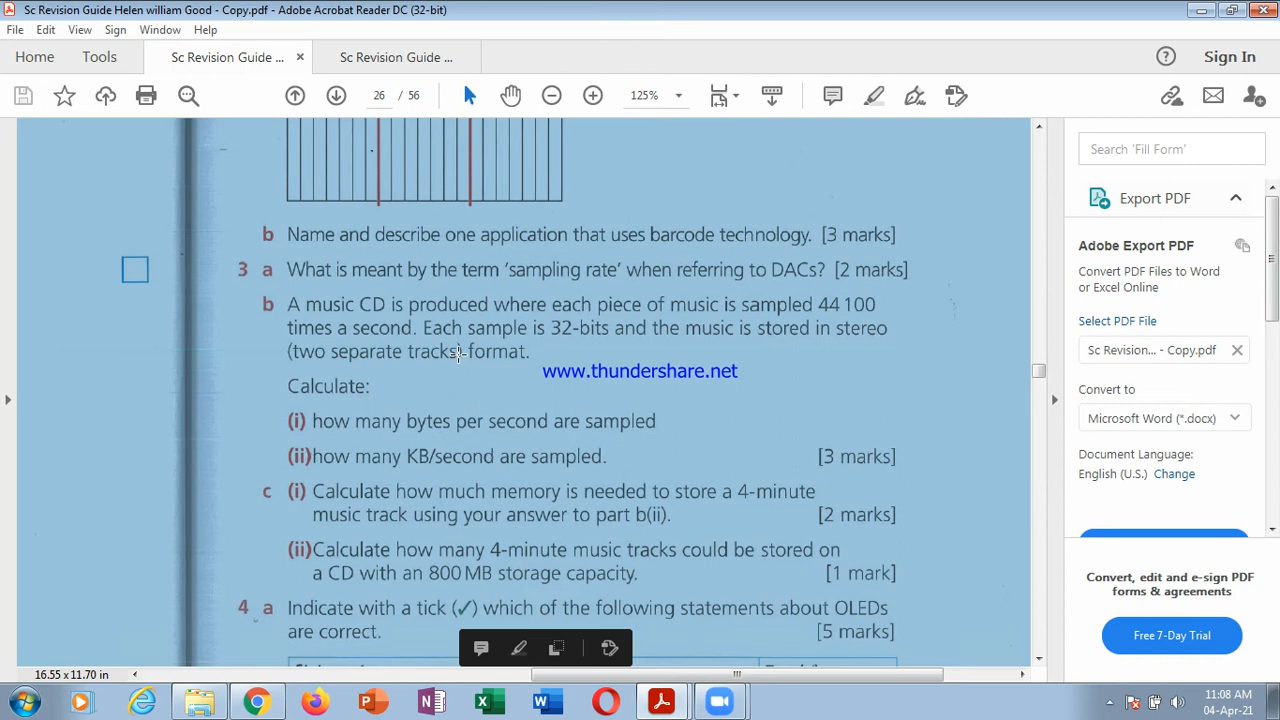 Sc Revision Guide Helen william Good - Copy.pdf - Adobe Acrobat Reader DC (32-bit)
File Edit View Sign Window Help
Home Tools Sc Revision Guide ... × Sc Revision Guide ... Sign In
26 / 56 125%
b Name and describe one application that uses barcode technology. [3 marks]
3 a What is meant by the term ‘sampling rate’ when referring to DACs? [2 marks]
b A music CD is produced where each piece of music is sampled 44 100
times a second. Each sample is 32-bits and the music is stored in stereo
(two separate tracks) format.
www.thundershare.net
Calculate:
(i) how many bytes per second are sampled
(ii) how many KB/second are sampled. [3 marks]
c (i) Calculate how much memory is needed to store a 4-minute
music track using your answer to part b(ii). [2 marks]
(ii) Calculate how many 4-minute music tracks could be stored on
a CD with an 800 MB storage capacity. [1 mark]
4 a Indicate with a tick (✓) which of the following statements about OLEDs
are correct. [5 marks]
16.55 x 11.70 in
Search 'Fill Form'
Export PDF
Adobe Export PDF
Convert PDF Files to Word
or Excel Online
Select PDF File
Sc Revision... - Copy.pdf
Convert to
Microsoft Word (*.docx)
Document Language:
English (U.S.) Change
Convert, edit and e-sign PDF
forms & agreements
Free 7-Day Trial
11:08 AM
04-Apr-21